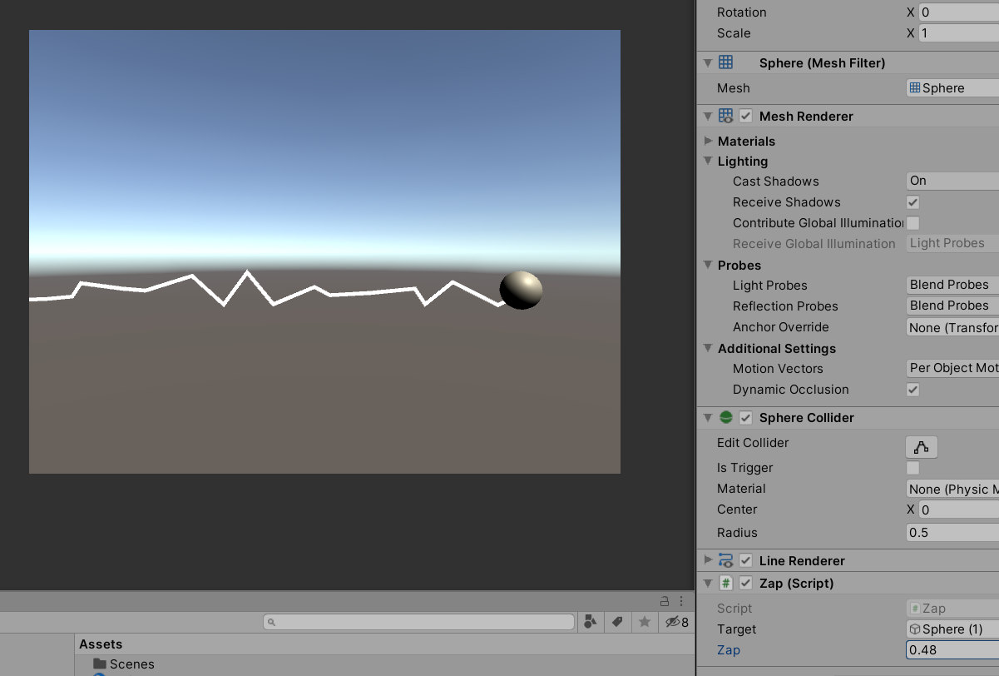 Rotation X 0
Scale X 1
Sphere (Mesh Filter)
Mesh Sphere
Mesh Renderer
Materials
Lighting
Cast Shadows On
Receive Shadows
Contribute Global Illumination
Receive Global Illumination Light Probes
Probes
Light Probes Blend Probes
Reflection Probes Blend Probes
Anchor Override None (Transfor
Additional Settings
Motion Vectors Per Object Mot
Dynamic Occlusion
Sphere Collider
Edit Collider
Is Trigger
Material None (Physic M
Center X 0
Radius 0.5
Line Renderer
# Zap (Script)
Script # Zap
Target Sphere (1)
Zap 0.48
8
Assets
Scenes